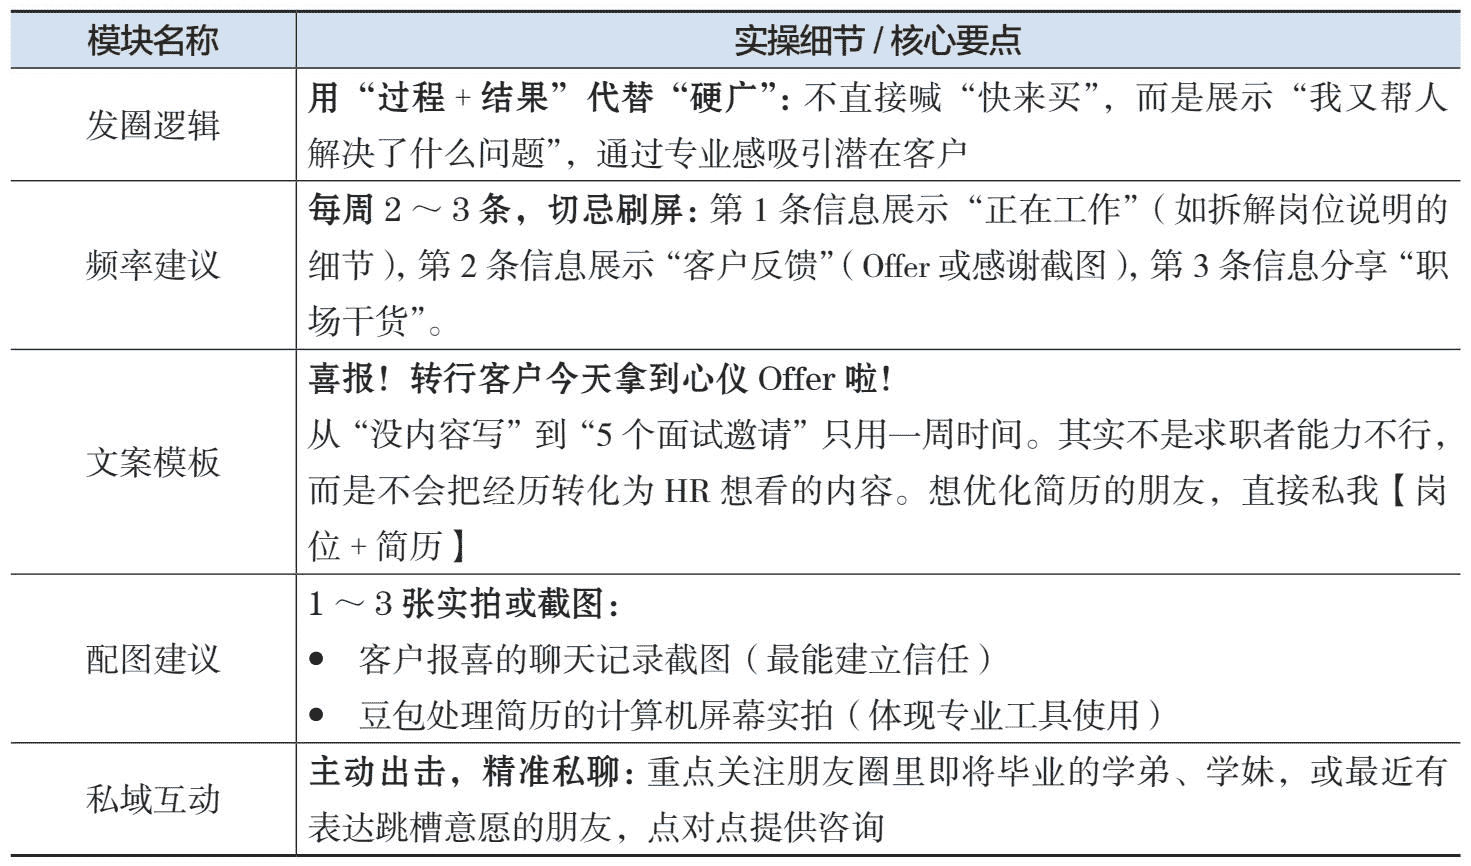 模块名称 实操细节 / 核心要点
发圈逻辑
用“过程 + 结果”代替“硬广”：不直接喊“快来买”，而是展示“我又帮人
解决了什么问题”，通过专业感吸引潜在客户
频率建议
每周 2 ～ 3 条，切忌刷屏：第 1 条信息展示“正在工作”（如拆解岗位说明的
细节），第 2 条信息展示“客户反馈”（Offer 或感谢截图），第 3 条信息分享“职
场干货”。
文案模板
喜报！转行客户今天拿到心仪 Offer 啦！
从“没内容写”到“5 个面试邀请”只用一周时间。其实不是求职者能力不行，
而是不会把经历转化为 HR 想看的内容。想优化简历的朋友，直接私我【岗
位 + 简历】
配图建议
1 ～ 3 张实拍或截图：
● 客户报喜的聊天记录截图（最能建立信任）
● 豆包处理简历的计算机屏幕实拍（体现专业工具使用）
私域互动
主动出击，精准私聊：重点关注朋友圈里即将毕业的学弟、学妹，或最近有
表达跳槽意愿的朋友，点对点提供咨询